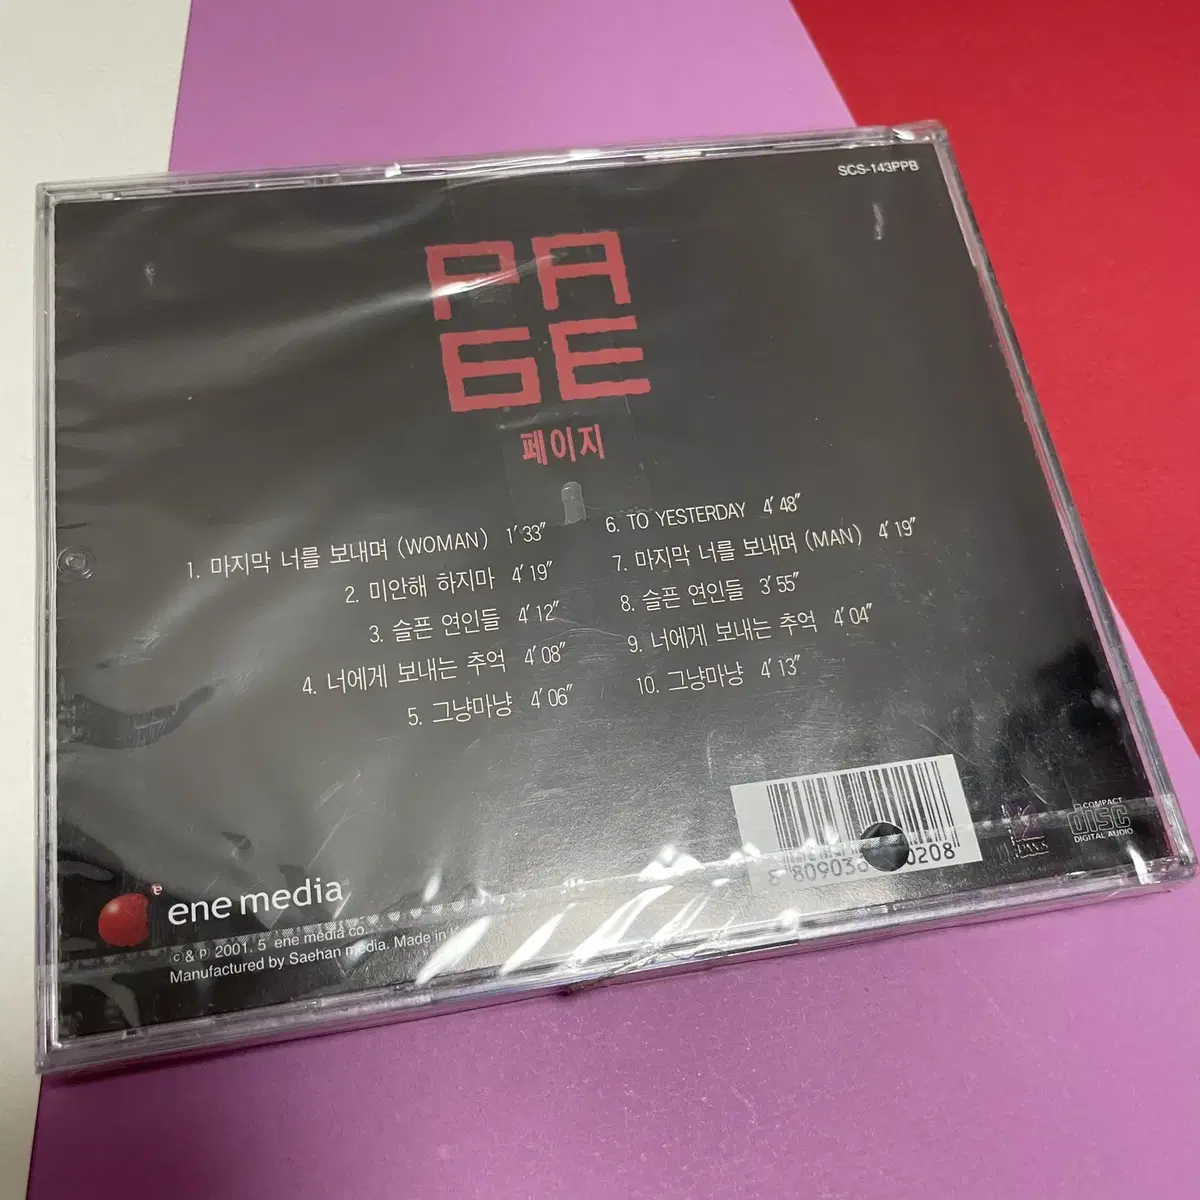 SCS-143PPB
PA
GE
페이지
1. 마지막 너를 보내며 (WOMAN) 1′33″
2. 미안해 하지마 4′19″
3. 슬픈 연인들 4′12″
4. 너에게 보내는 추억 4′08″
5. 그냥마냥 4′06″
6. TO YESTERDAY 4′48″
7. 마지막 너를 보내며 (MAN) 4′19″
8. 슬픈 연인들 3′55″
9. 너에게 보내는 추억 4′04″
10. 그냥마냥 4′13″
8 809036 0208
DAN'S
COMPACT
disc
DIGITAL AUDIO
e
ene media
© & ℗ 2001. 5 ene media co.
Manufactured by Saehan media. Made in